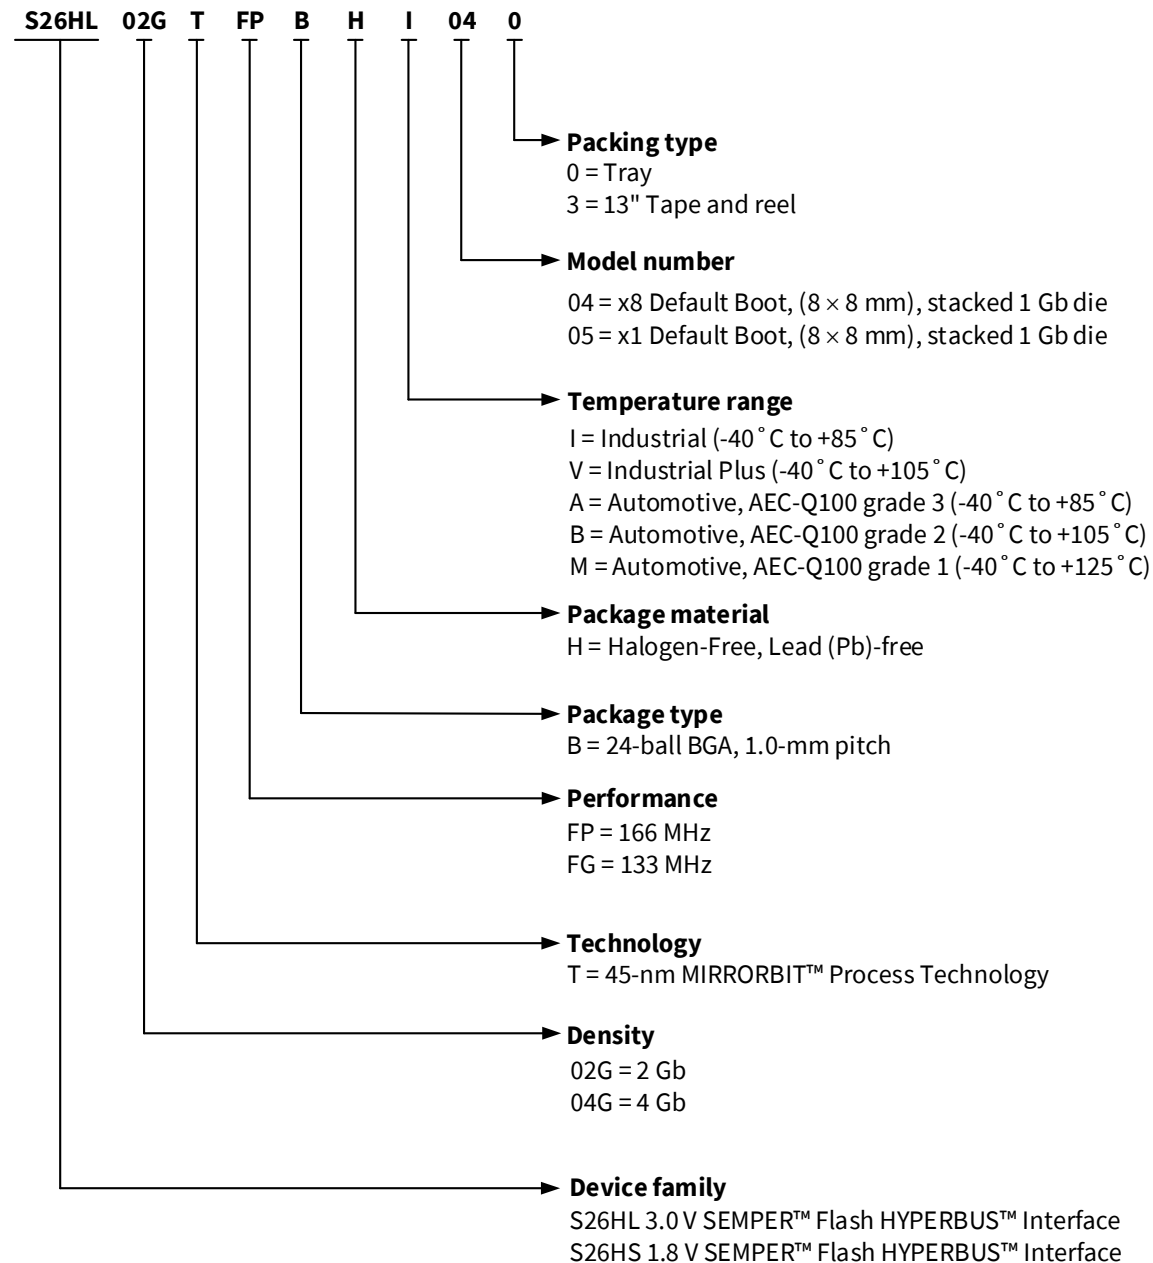 S26HL 02G T FP B H I 04 0
Packing type
0 = Tray
3 = 13" Tape and reel
Model number
04 = x8 Default Boot, (8 × 8 mm), stacked 1 Gb die
05 = x1 Default Boot, (8 × 8 mm), stacked 1 Gb die
Temperature range
I = Industrial (-40˚C to +85˚C)
V = Industrial Plus (-40˚C to +105˚C)
A = Automotive, AEC-Q100 grade 3 (-40˚C to +85˚C)
B = Automotive, AEC-Q100 grade 2 (-40˚C to +105˚C)
M = Automotive, AEC-Q100 grade 1 (-40˚C to +125˚C)
Package material
H = Halogen-Free, Lead (Pb)-free
Package type
B = 24-ball BGA, 1.0-mm pitch
Performance
FP = 166 MHz
FG = 133 MHz
Technology
T = 45-nm MIRRORBIT™ Process Technology
Density
02G = 2 Gb
04G = 4 Gb
Device family
S26HL 3.0 V SEMPER™ Flash HYPERBUS™ Interface
S26HS 1.8 V SEMPER™ Flash HYPERBUS™ Interface